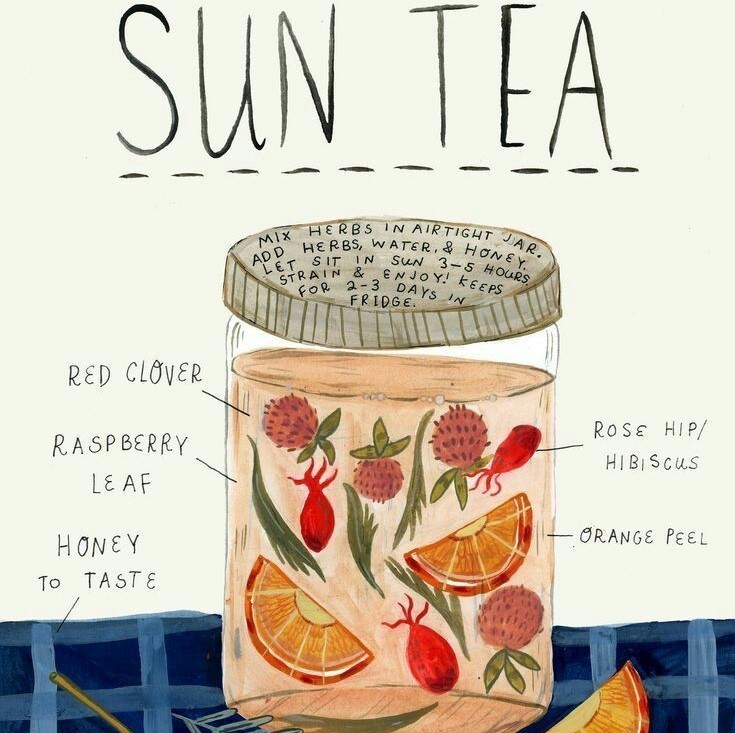 SUN TEA
MIX HERBS IN AIRTIGHT JAR.
ADD HERBS, WATER, & HONEY.
LET SIT IN SUN 3-5 HOURS
STRAIN & ENJOY! KEEPS
FOR 2-3 DAYS IN
FRIDGE.
RED CLOVER
RASPBERRY
LEAF
HONEY
TO TASTE
ROSE HIP/
HIBISCUS
ORANGE PEEL